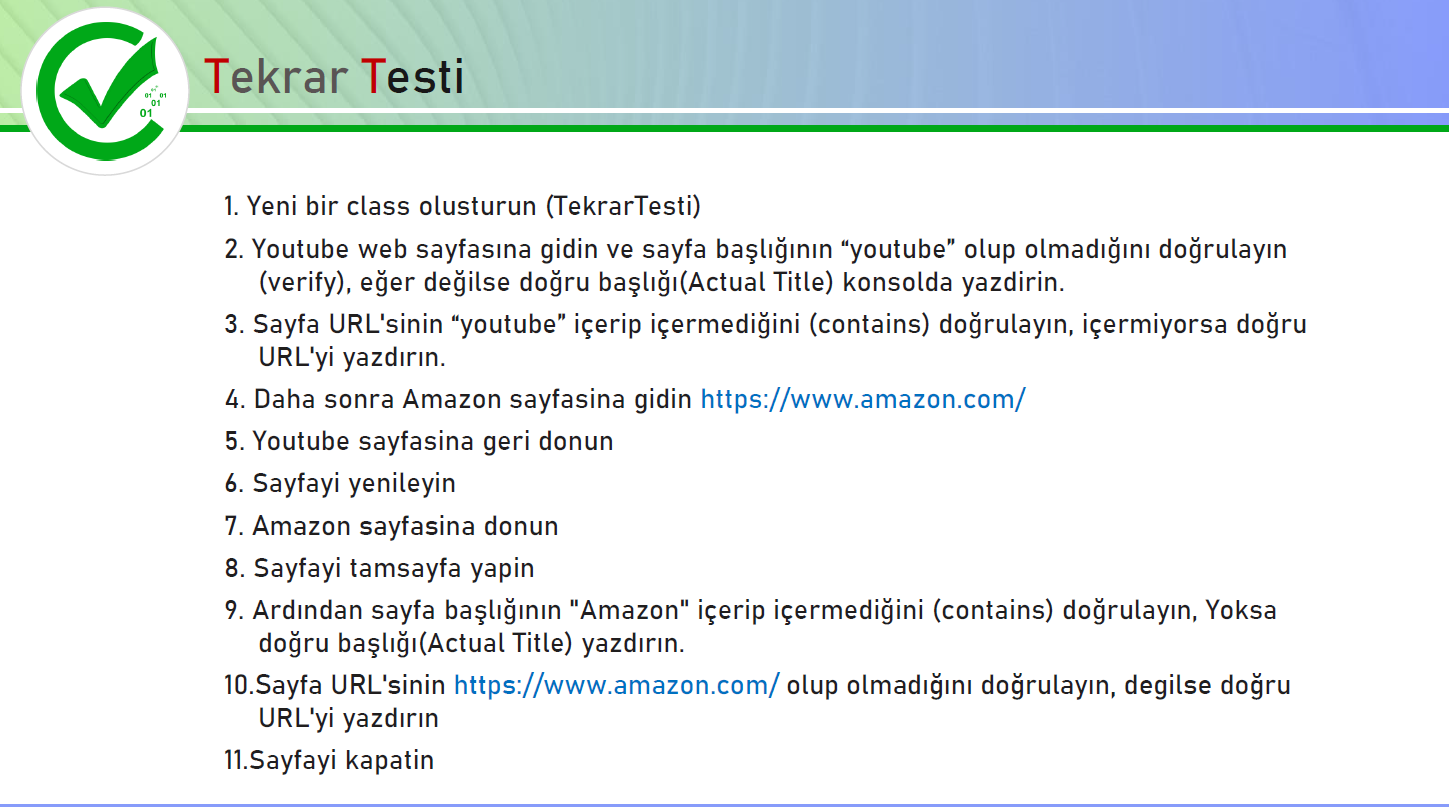 Tekrar Testi
01 01
01
01
1. Yeni bir class olusturun (TekrarTesti)
2. Youtube web sayfasına gidin ve sayfa başlığının “youtube” olup olmadığını doğrulayın
(verify), eğer değilse doğru başlığı(Actual Title) konsolda yazdirin.
3. Sayfa URL'sinin “youtube” içerip içermediğini (contains) doğrulayın, içermiyorsa doğru
URL'yi yazdırın.
4. Daha sonra Amazon sayfasina gidin https://www.amazon.com/
5. Youtube sayfasina geri donun
6. Sayfayi yenileyin
7. Amazon sayfasina donun
8. Sayfayi tamsayfa yapin
9. Ardından sayfa başlığının "Amazon" içerip içermediğini (contains) doğrulayın, Yoksa
doğru başlığı(Actual Title) yazdırın.
10.Sayfa URL'sinin https://www.amazon.com/ olup olmadığını doğrulayın, degilse doğru
URL'yi yazdırın
11.Sayfayi kapatin